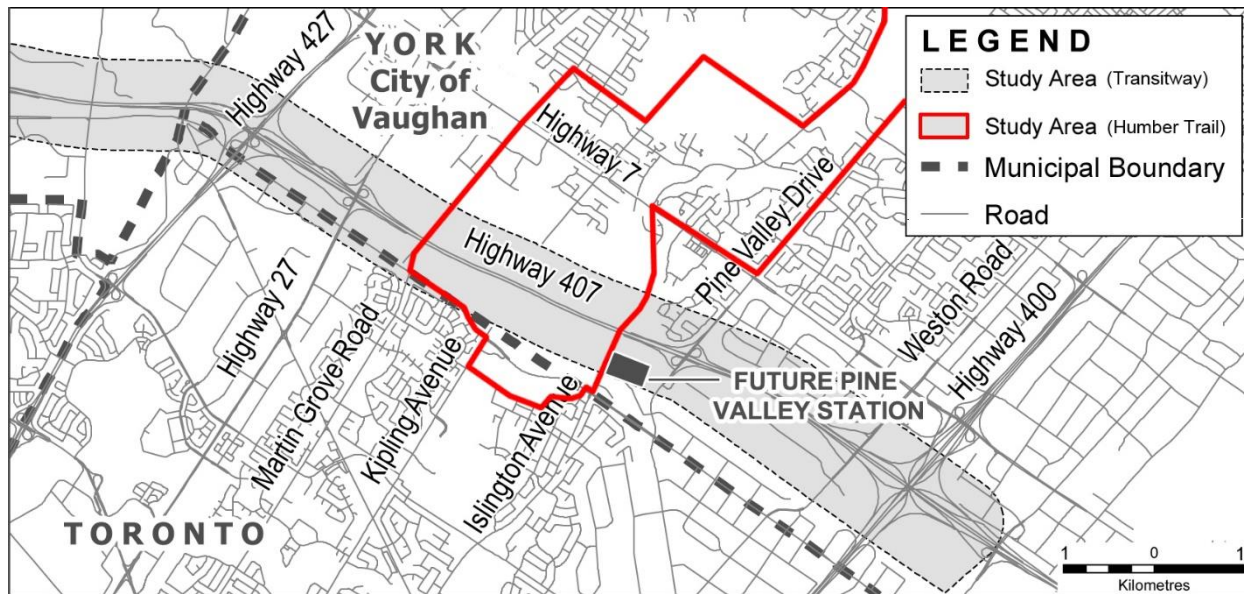 Highway 427
YORK
City of
Vaughan
Highway 7
Pine Valley Drive
Highway 407
Weston Road
Highway 400
Highway 27
Martin Grove Road
Kipling Avenue
Islington Avenue
FUTURE PINE
VALLEY STATION
TORONTO
LEGEND
Study Area (Transitway)
Study Area (Humber Trail)
Municipal Boundary
Road
1 0 1
Kilometres